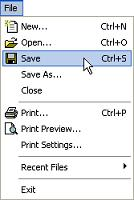 File
New... Ctrl+N
Open... Ctrl+O
Save Ctrl+S
Save As...
Close
Print... Ctrl+P
Print Preview...
Print Settings...
Recent Files
Exit